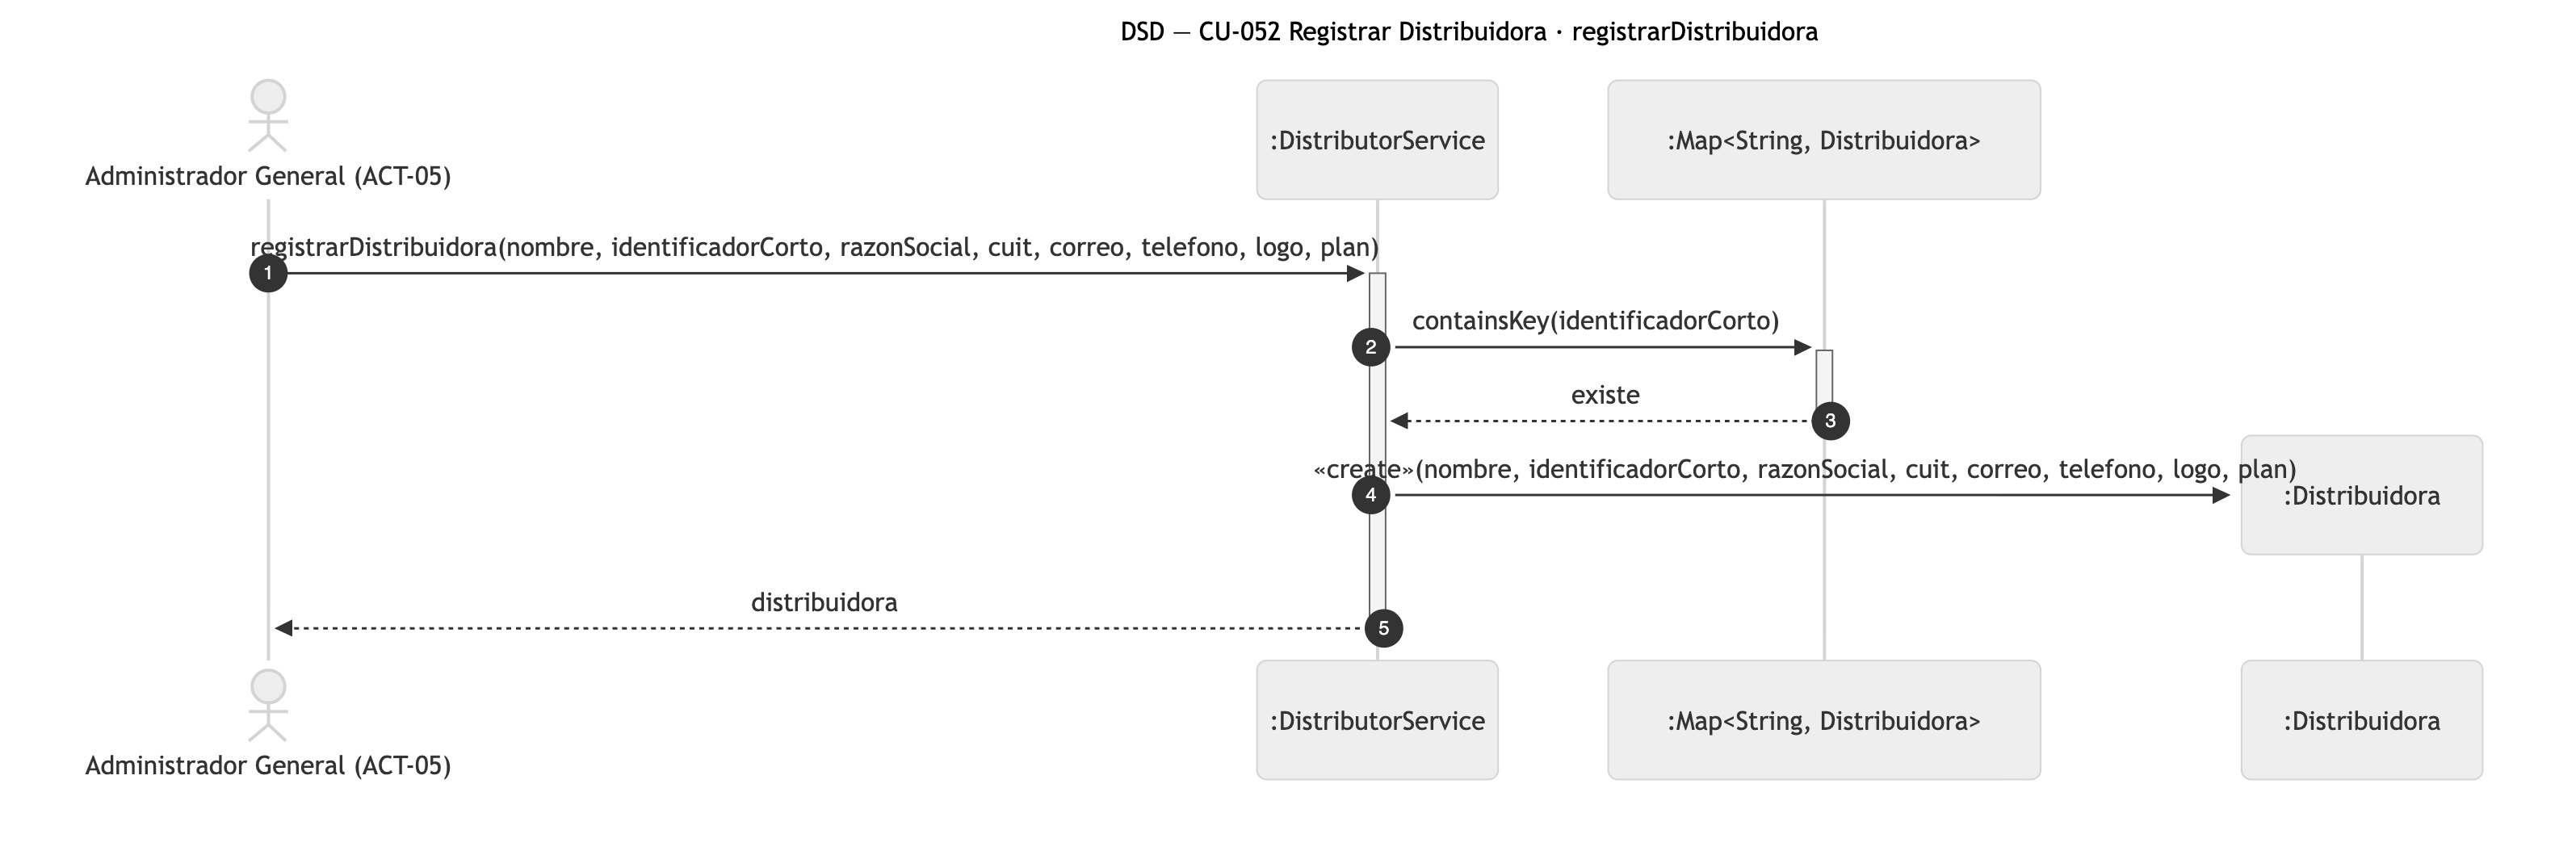 DSD — CU-052 Registrar Distribuidora · registrarDistribuidora
Administrador General (ACT-05)
:DistributorService
:Map<String, Distribuidora>
registrarDistribuidora(nombre, identificadorCorto, razonSocial, cuit, correo, telefono, logo, plan)
1
containsKey(identificadorCorto)
2
existe
3
«create»(nombre, identificadorCorto, razonSocial, cuit, correo, telefono, logo, plan)
4
:Distribuidora
distribuidora
5
Administrador General (ACT-05)
:DistributorService
:Map<String, Distribuidora>
:Distribuidora